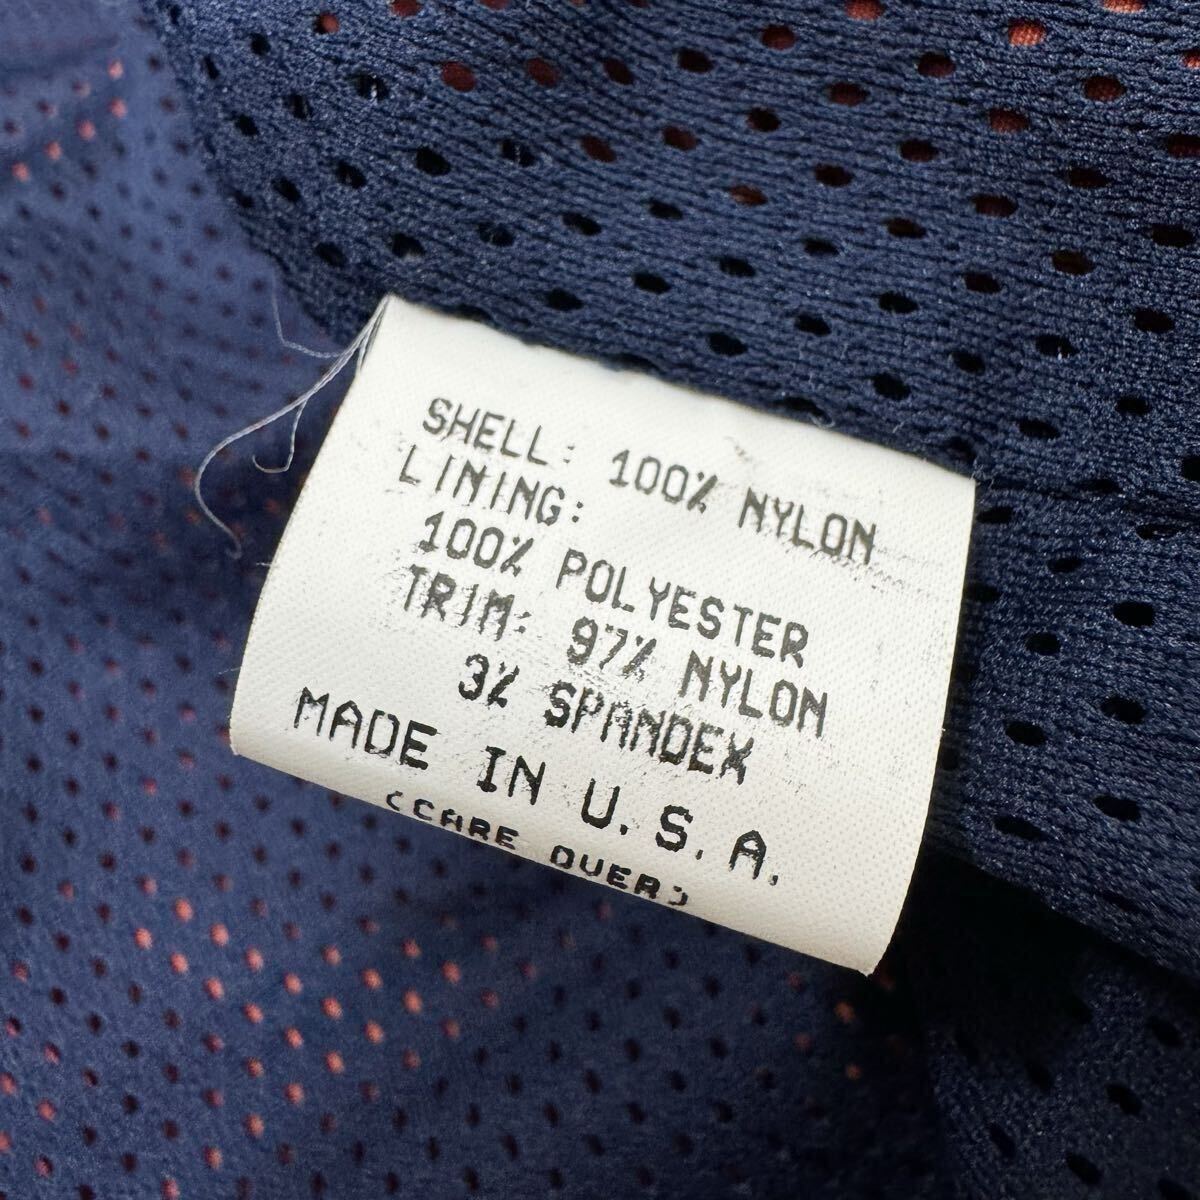 SHELL: 100% NYLON
LINING:
100% POLYESTER
TRIM: 97% NYLON
3% SPANDEX
MADE IN U.S.A.
(CARE OVER)